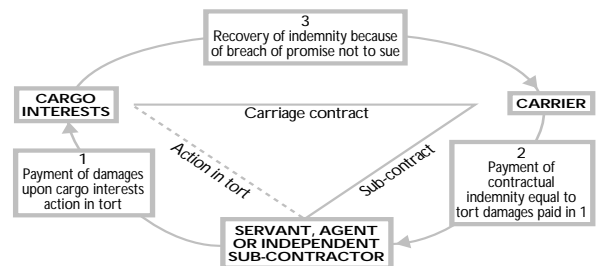 3
Recovery of indemnity because
of breach of promise not to sue
CARGO
INTERESTS
Carriage contract
CARRIER
1
Payment of damages
upon cargo interests
action in tort
Action in tort
Sub-contract
2
Payment of
contractual
indemnity equal to
tort damages paid in 1
SERVANT, AGENT
OR INDEPENDENT
SUB-CONTRACTOR